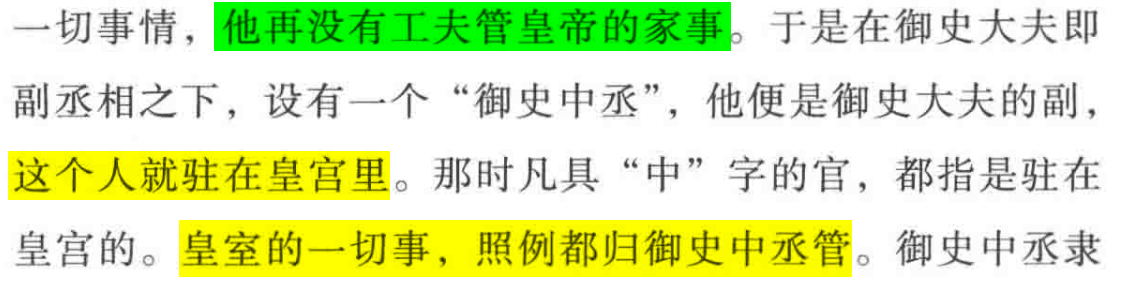 一切事情，他再没有工夫管皇帝的家事。于是在御史大夫即
副丞相之下，设有一个“御史中丞”，他便是御史大夫的副，
这个人就驻在皇宫里。那时凡具“中”字的官，都指是驻在
皇宫的。皇室的一切事，照例都归御史中丞管。御史中丞隶